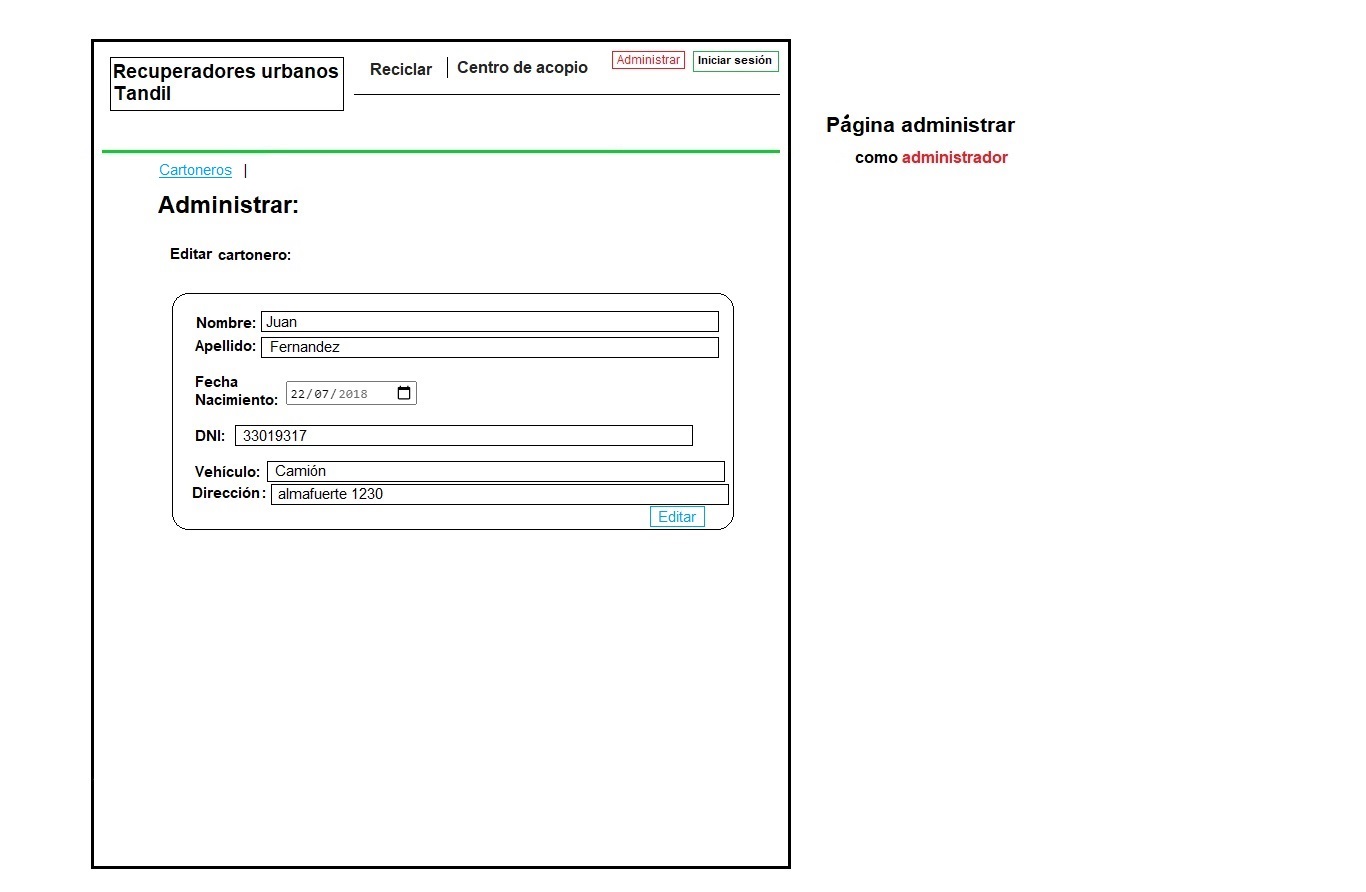 Recuperadores urbanos
Tandil
Reciclar
Centro de acopio
Administrar
Iniciar sesión
Página administrar
como administrador
Cartoneros |
Administrar:
Editar cartonero:
Nombre: Juan
Apellido: Fernandez
Fecha
Nacimiento: 22/07/2018
DNI: 33019317
Vehículo: Camión
Dirección: almafuerte 1230
Editar